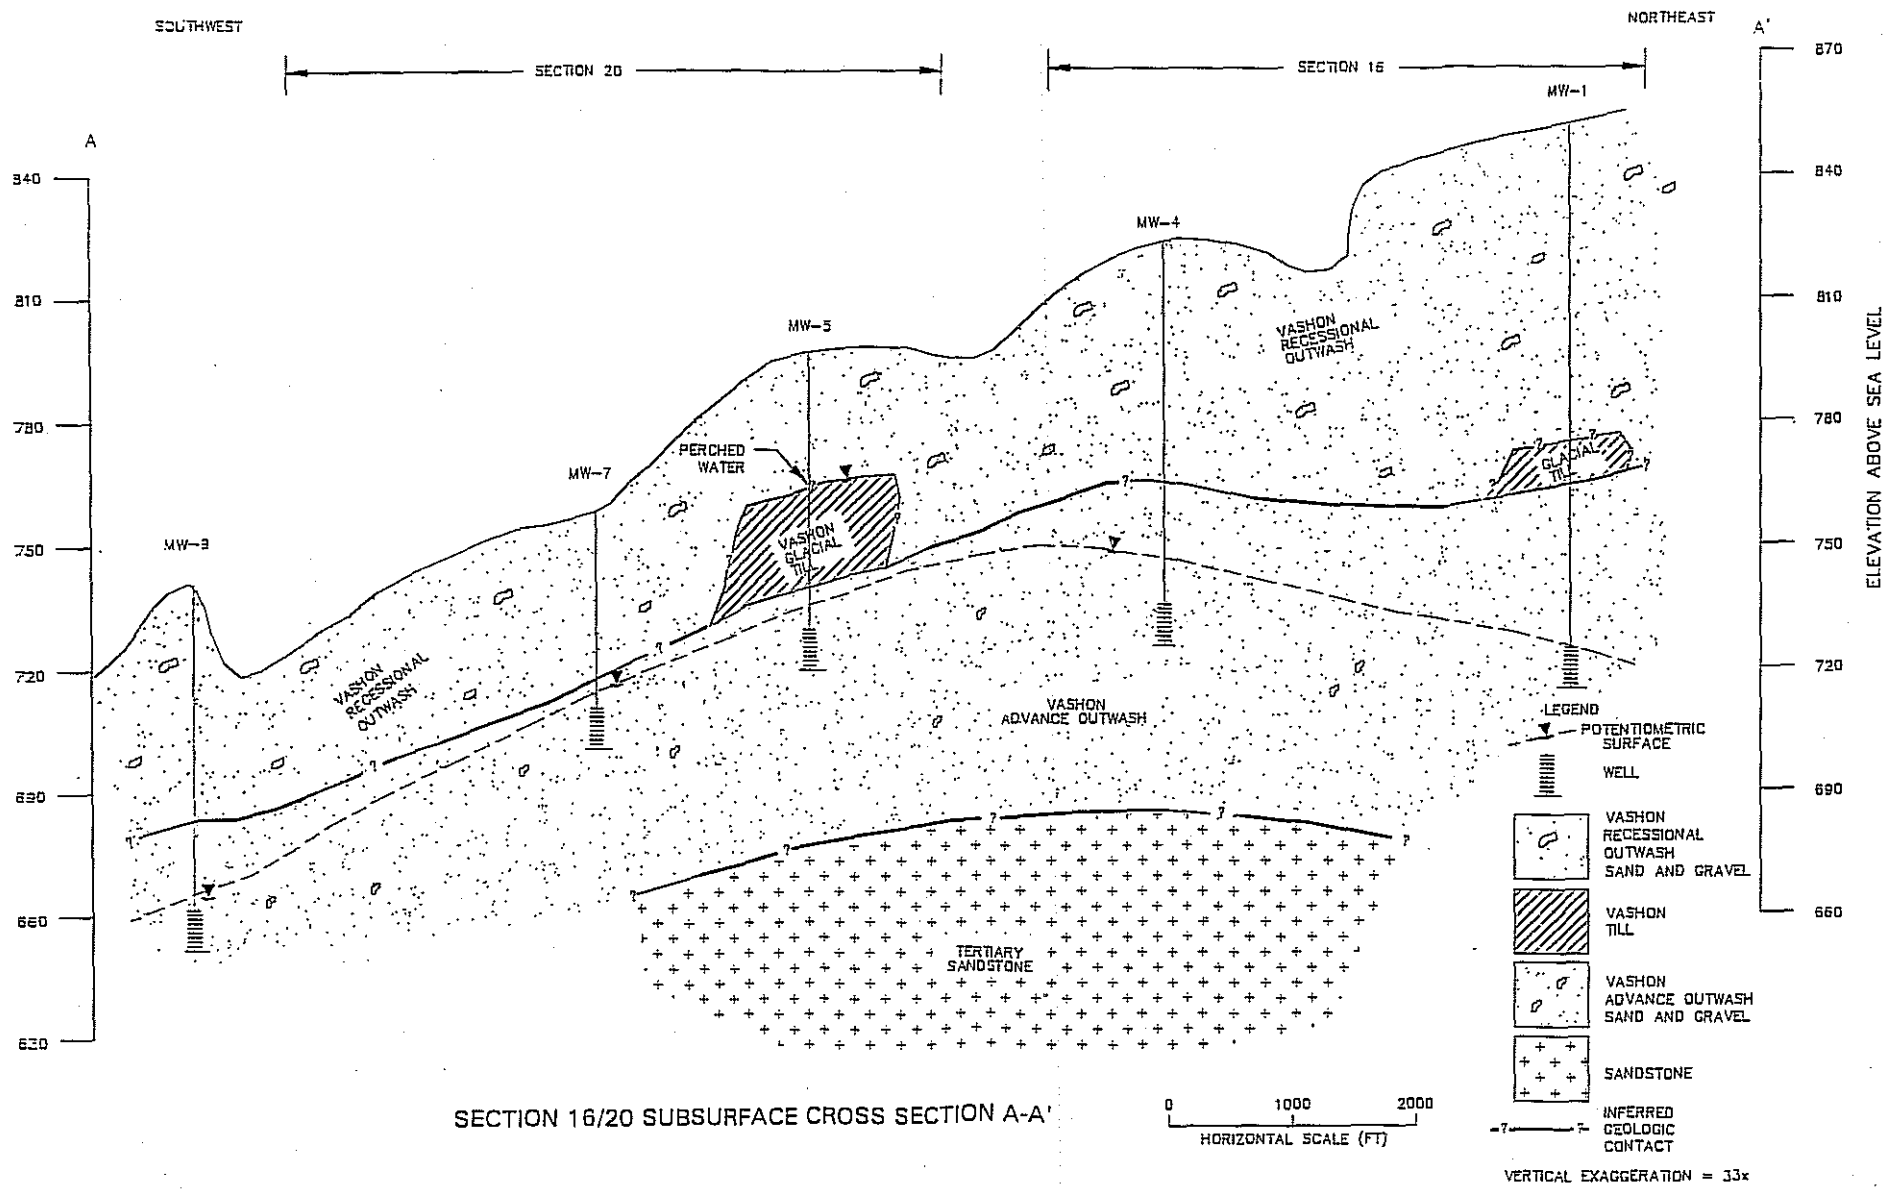 SOUTHWEST
NORTHEAST
A
A'
SECTION 20
SECTION 16
MW-1
MW-4
MW-5
MW-7
MW-9
870
840
810
780
750
720
690
660
840
810
780
750
720
690
660
630
ELEVATION ABOVE SEA LEVEL
VASHON
RECESSIONAL
OUTWASH
PERCHED
WATER
VASHON
GLACIAL
TILL
GLACIAL
TILL
VASHON
RECESSIONAL
OUTWASH
VASHON
ADVANCE OUTWASH
TERTIARY
SANDSTONE
LEGEND
POTENTIOMETRIC
SURFACE
WELL
VASHON
RECESSIONAL
OUTWASH
SAND AND GRAVEL
VASHON
TILL
VASHON
ADVANCE OUTWASH
SAND AND GRAVEL
SANDSTONE
INFERRED
-?- ?- GEOLOGIC
CONTACT
SECTION 16/20 SUBSURFACE CROSS SECTION A-A'
0 1000 2000
HORIZONTAL SCALE (FT)
VERTICAL EXAGGERATION = 33x